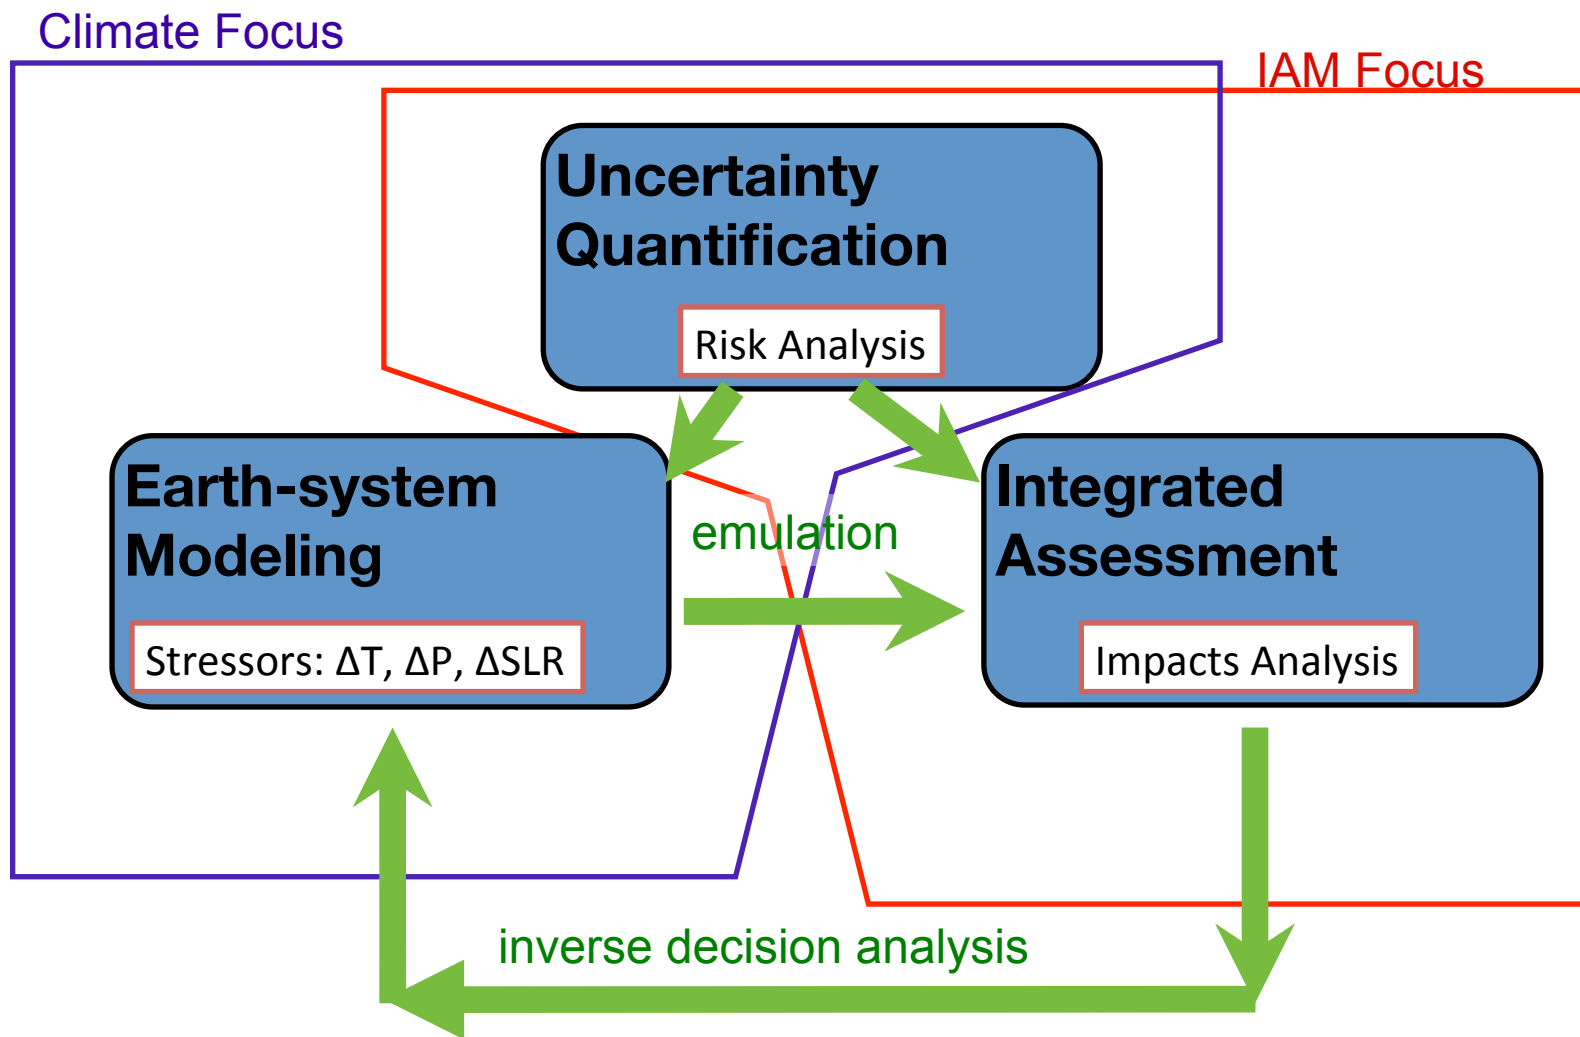 Climate Focus
IAM Focus
Uncertainty
Quantification
Risk Analysis
Earth-system
Modeling
Stressors: ΔT, ΔP, ΔSLR
emulation
Integrated
Assessment
Impacts Analysis
inverse decision analysis